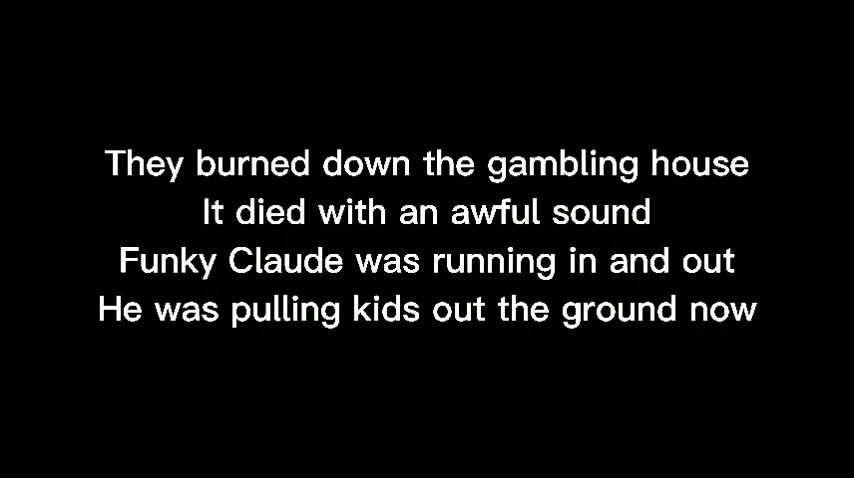 They burned down the gambling house
It died with an awful sound
Funky Claude was running in and out
He was pulling kids out the ground now